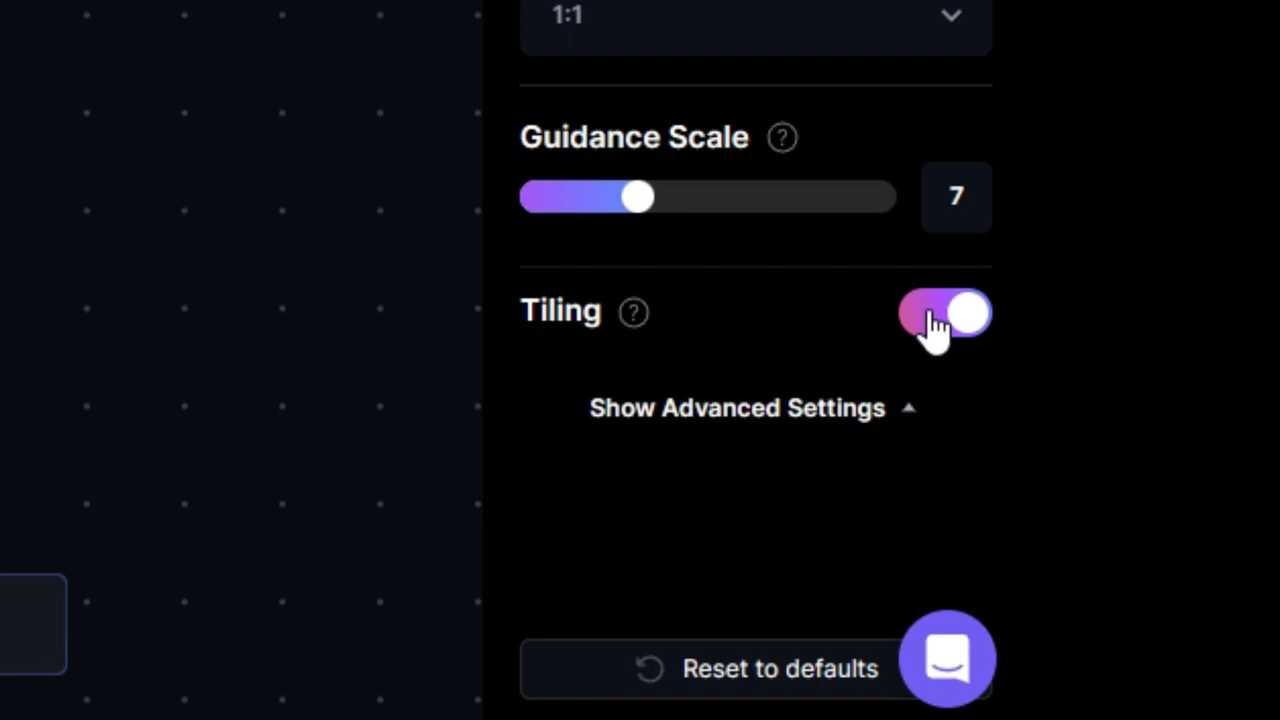 1:1
Guidance Scale ?
7
Tiling ?
Show Advanced Settings
Reset to defaults